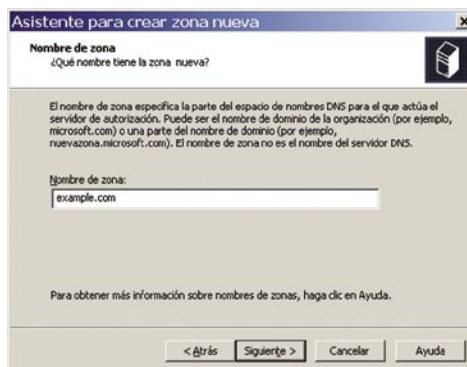 Asistente para crear zona nueva
Nombre de zona
¿Qué nombre tiene la zona nueva?
El nombre de zona especifica la parte del espacio de nombres DNS para el que actúa el
servidor de autorización. Puede ser el nombre de dominio de la organización (por ejemplo,
microsoft.com) o una parte del nombre de dominio (por ejemplo,
nuevazona.microsoft.com). El nombre de zona no es el nombre del servidor DNS.
Nombre de zona:
example.com
Para obtener más información sobre nombres de zonas, haga clic en Ayuda.
< Atrás Siguiente > Cancelar Ayuda